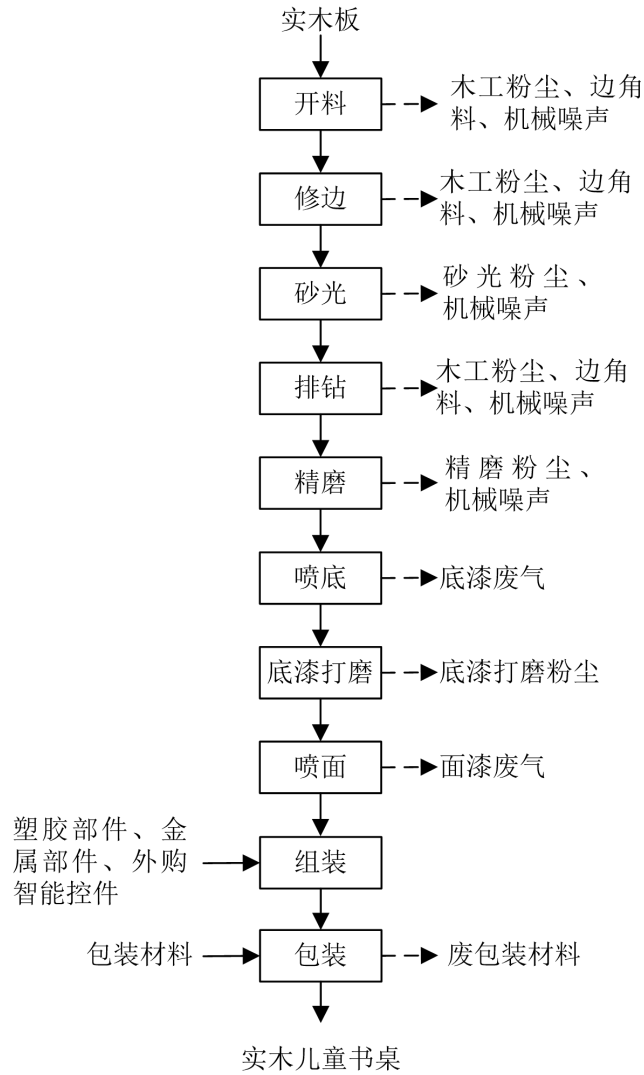 实木板
开料
木工粉尘、边角
料、机械噪声
修边
木工粉尘、边角
料、机械噪声
砂光
砂光粉尘、
机械噪声
排钻
木工粉尘、边角
料、机械噪声
精磨
精磨粉尘、
机械噪声
喷底
底漆废气
底漆打磨
底漆打磨粉尘
喷面
面漆废气
塑胶部件、金
属部件、外购
智能控件
组装
包装材料
包装
废包装材料
实木儿童书桌